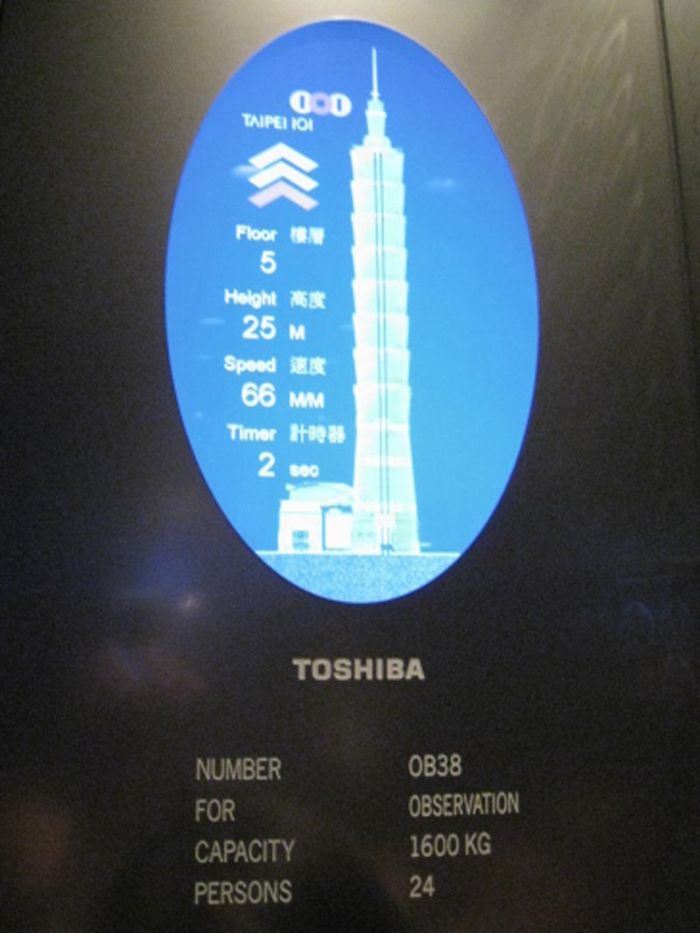 TAIPEI 101
Floor 樓層
5
Height 高度
25 M
Speed 速度
66 M/M
Timer 計時器
2 sec
TOSHIBA
NUMBER OB38
FOR OBSERVATION
CAPACITY 1600 KG
PERSONS 24